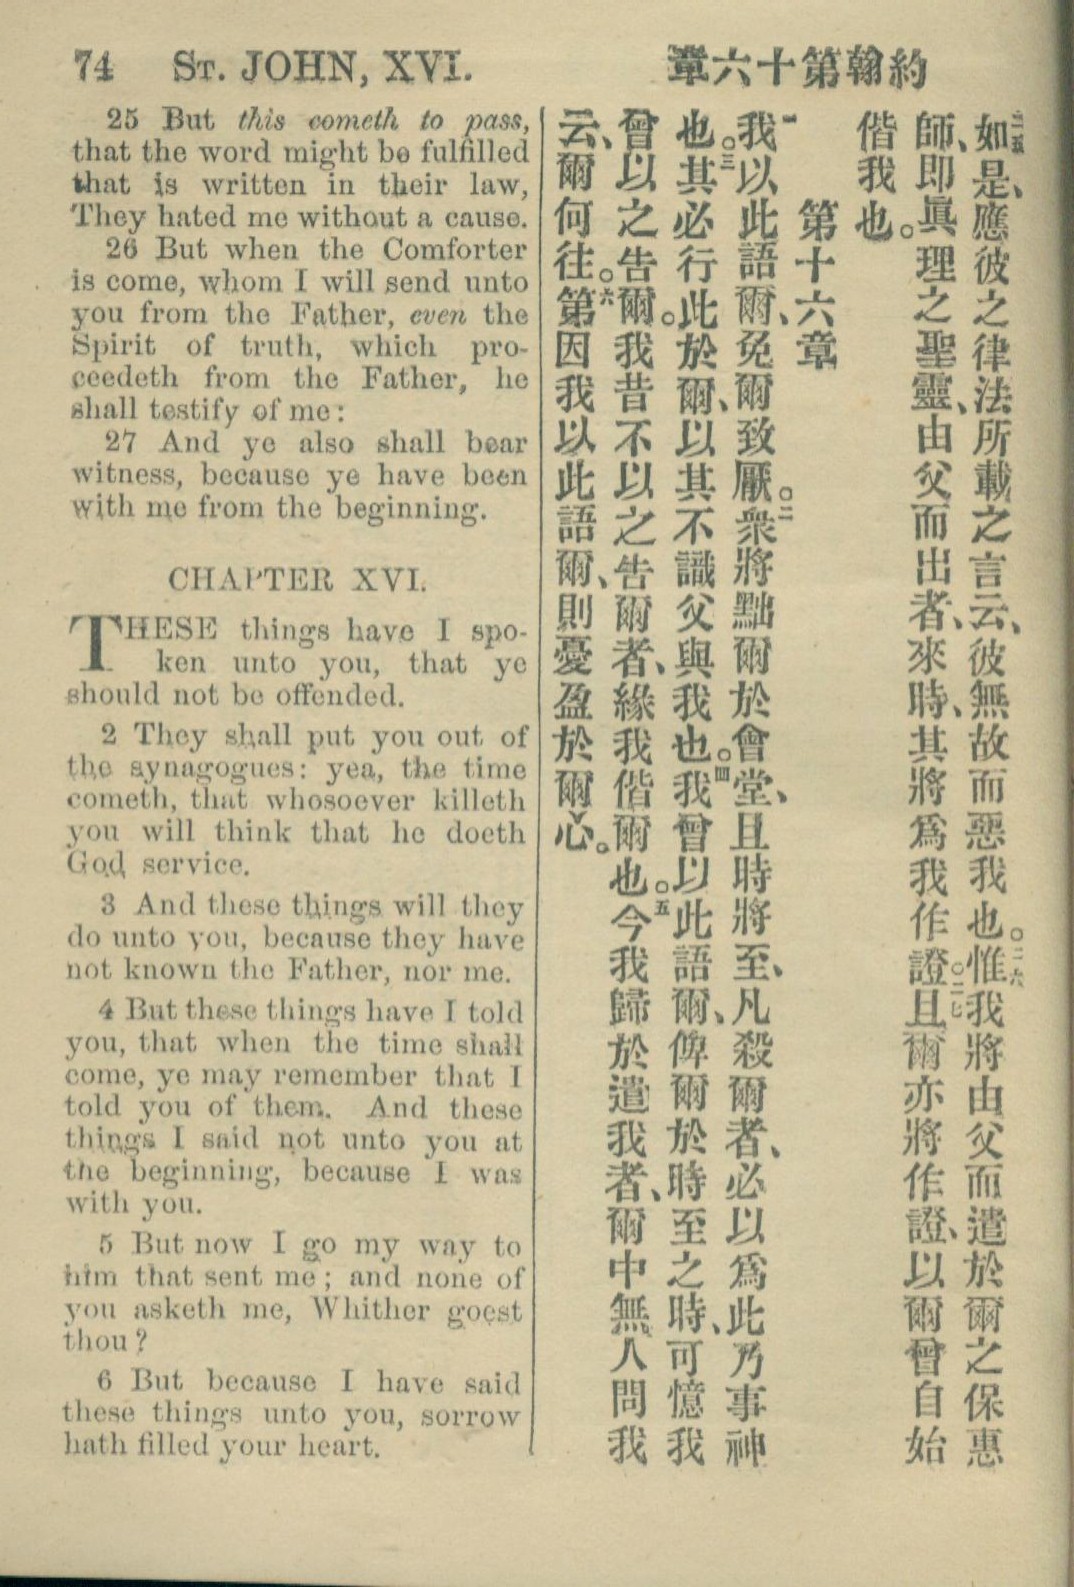 74 ST. JOHN, XVI.
約翰第十六章
25 But this cometh to pass,
that the word might be fulfilled
that is written in their law,
They hated me without a cause.
26 But when the Comforter
is come, whom I will send unto
you from the Father, even the
Spirit of truth, which pro-
ceedeth from the Father, he
shall testify of me:
27 And ye also shall bear
witness, because ye have been
with me from the beginning.
CHAPTER XVI.
THESE things have I spo-
ken unto you, that ye
should not be offended.
2 They shall put you out of
the synagogues: yea, the time
cometh, that whosoever killeth
you will think that he doeth
God service.
3 And these things will they
do unto you, because they have
not known the Father, nor me.
4 But these things have I told
you, that when the time shall
come, ye may remember that I
told you of them. And these
things I said not unto you at
the beginning, because I was
with you.
5 But now I go my way to
him that sent me; and none of
you asketh me, Whither goest
thou?
6 But because I have said
these things unto you, sorrow
hath filled your heart.
二五如是、應彼之律法所載之言云、彼無故而惡我也。二六惟我將由父而遣於爾之保惠
師、即眞理之聖靈、由父而出者、來時、其將爲我作證。二七且爾亦將作證、以爾曾自始
偕我也。
第十六章
一我以此語爾、免爾致厭。二衆將黜爾於會堂、且時將至、凡殺爾者、必以爲此乃事神
也。三其必行此於爾、以其不識父與我也。四我曾以此語爾、俾爾於時至之時、可憶我
曾以之告爾。我昔不以之告爾者、緣我偕爾也。五今我歸於遣我者、爾中無人問我
云、爾何往。六第因我以此語爾、則憂盈於爾心。